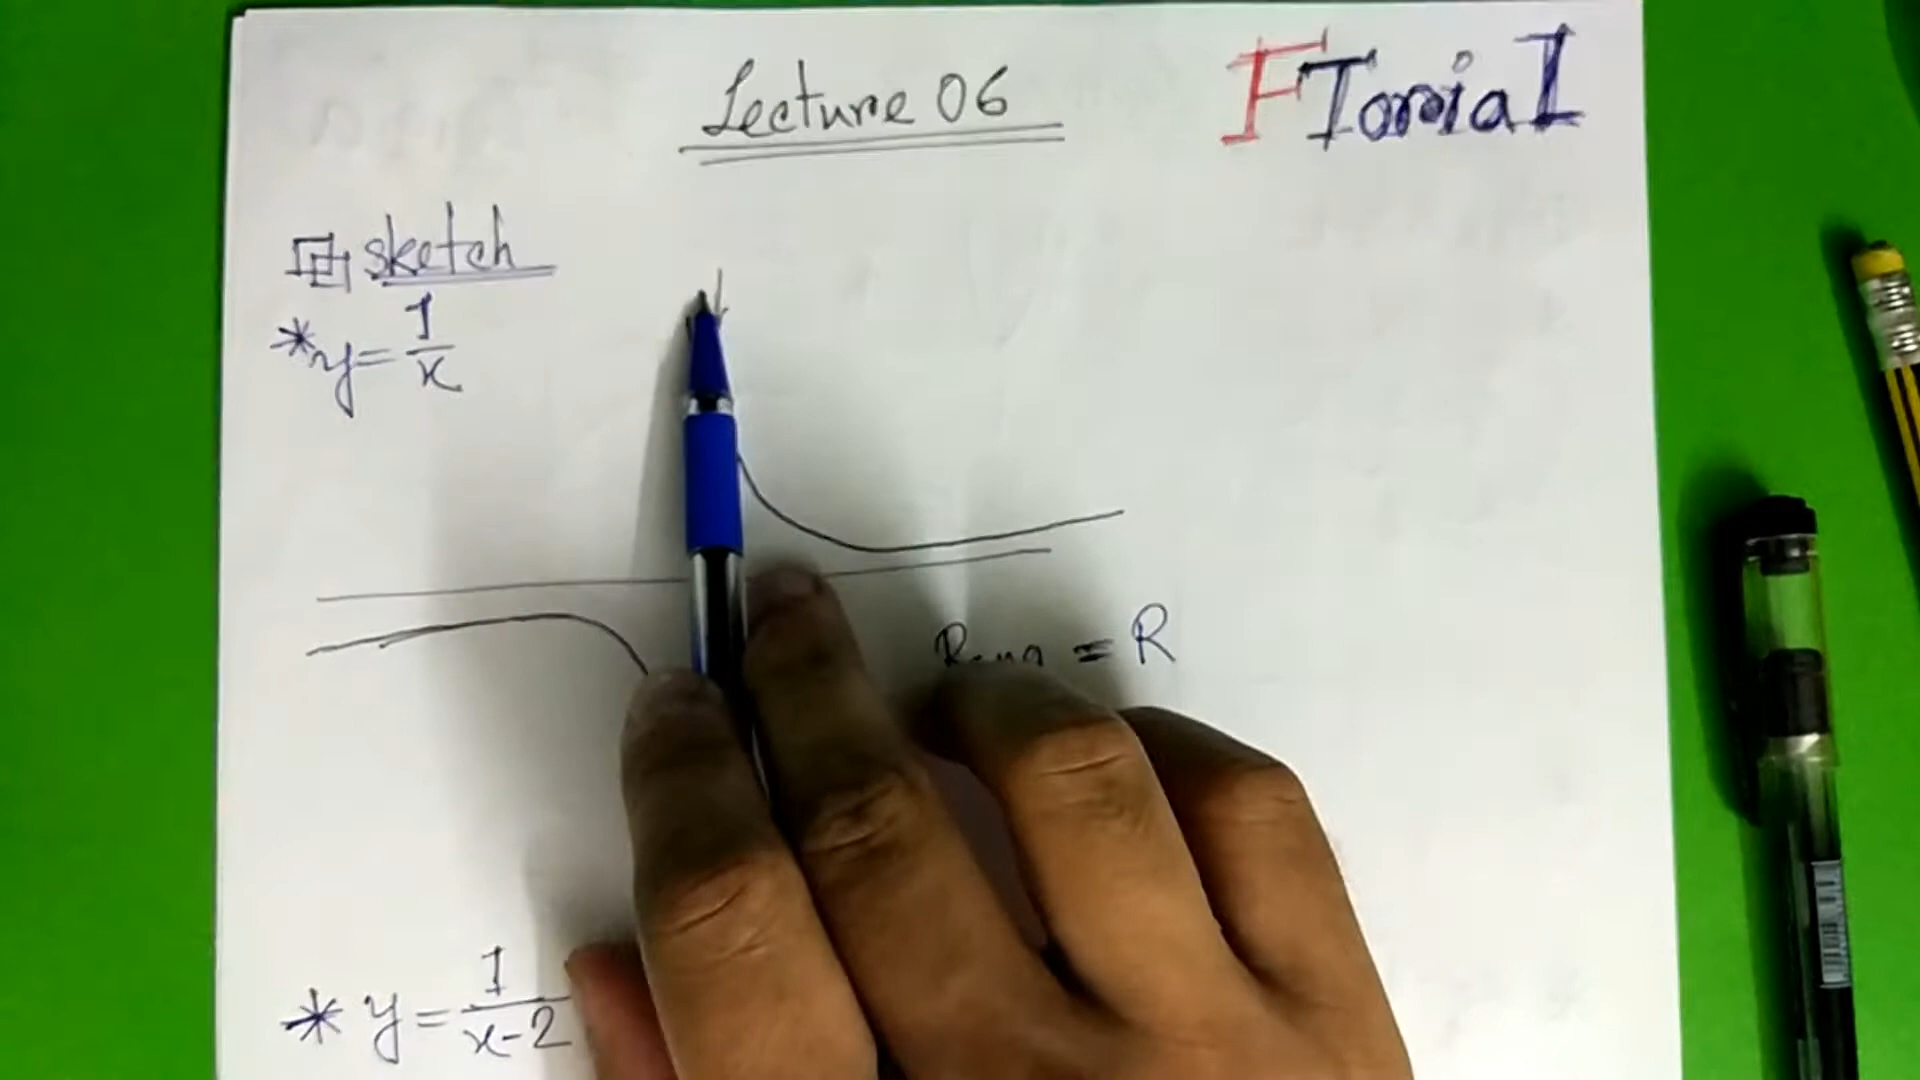 Lecture 06
FTorial
sketch
* y = 1/x
= R
* y = 1/x-2